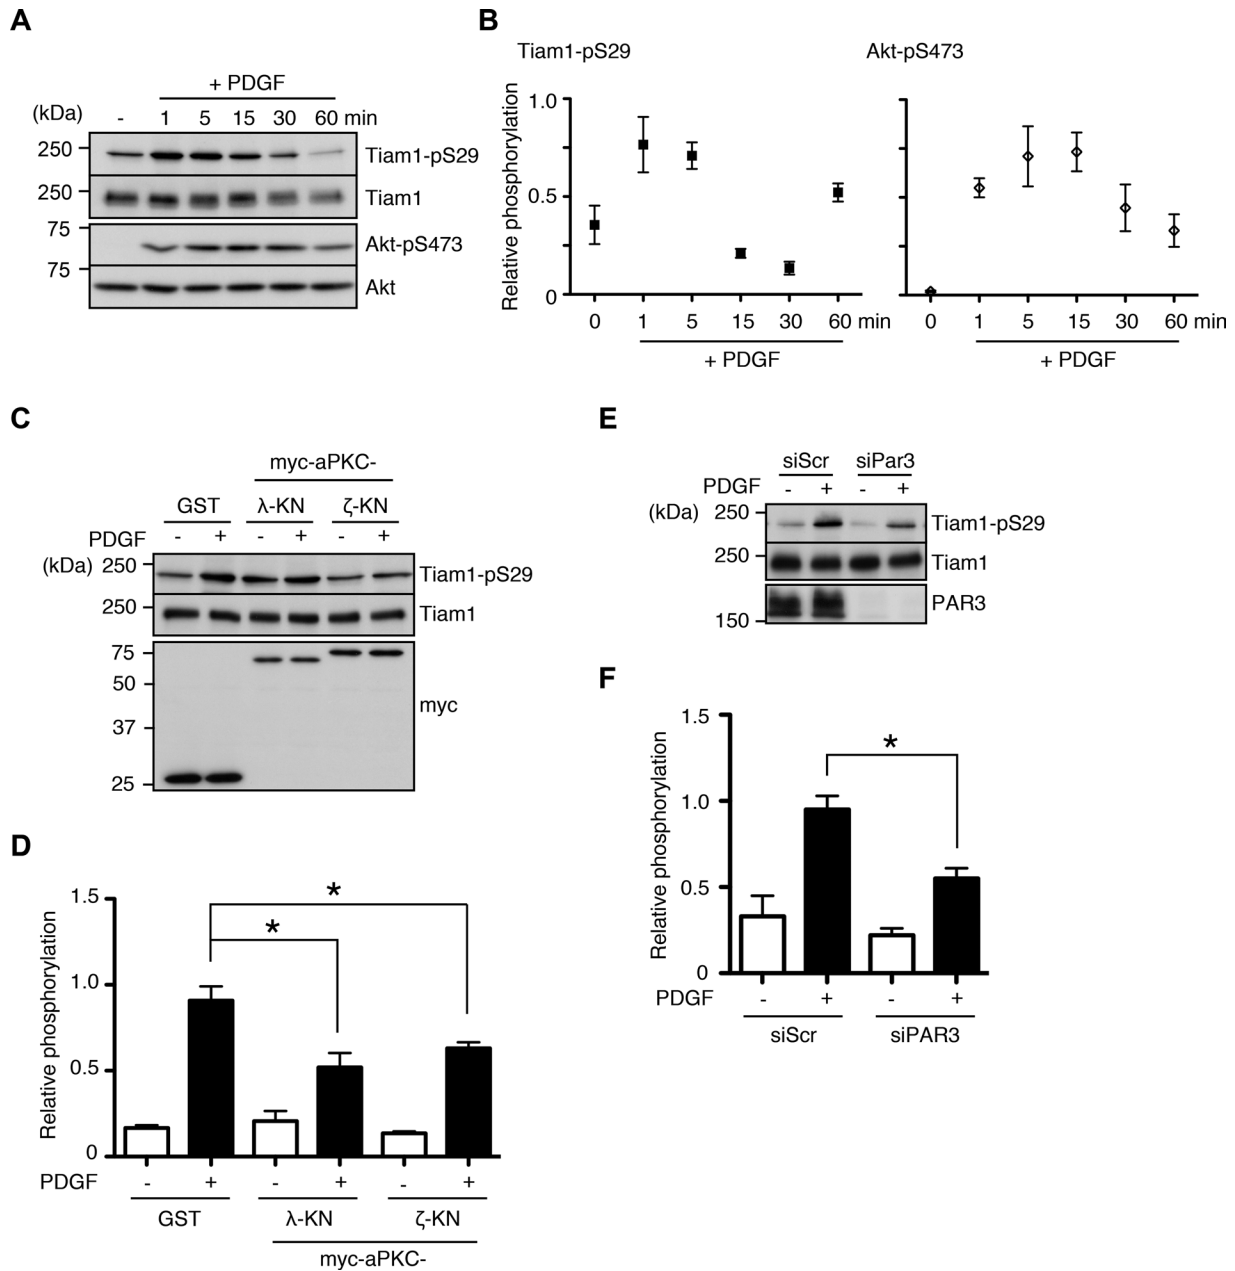 A
+ PDGF
(kDa)
- 1 5 15 30 60 min
250
Tiam1-pS29
250
Tiam1
75
Akt-pS473
75
Akt
B
Tiam1-pS29
Akt-pS473
Relative phosphorylation
1.0
0.5
0
0 1 5 15 30 60 min
+ PDGF
0 1 5 15 30 60 min
+ PDGF
C
myc-aPKC-
GST λ-KN ζ-KN
PDGF - + - + - +
(kDa)
250
Tiam1-pS29
250
Tiam1
75
50
37
25
myc
D
Relative phosphorylation
1.5
1.0
0.5
0
* *
PDGF - + - + - +
GST λ-KN ζ-KN
myc-aPKC-
E
siScr siPar3
PDGF - + - +
(kDa)
250
Tiam1-pS29
250
Tiam1
PAR3
150
F
Relative phosphorylation
1.5
1.0
0.5
0
*
PDGF - + - +
siScr siPAR3